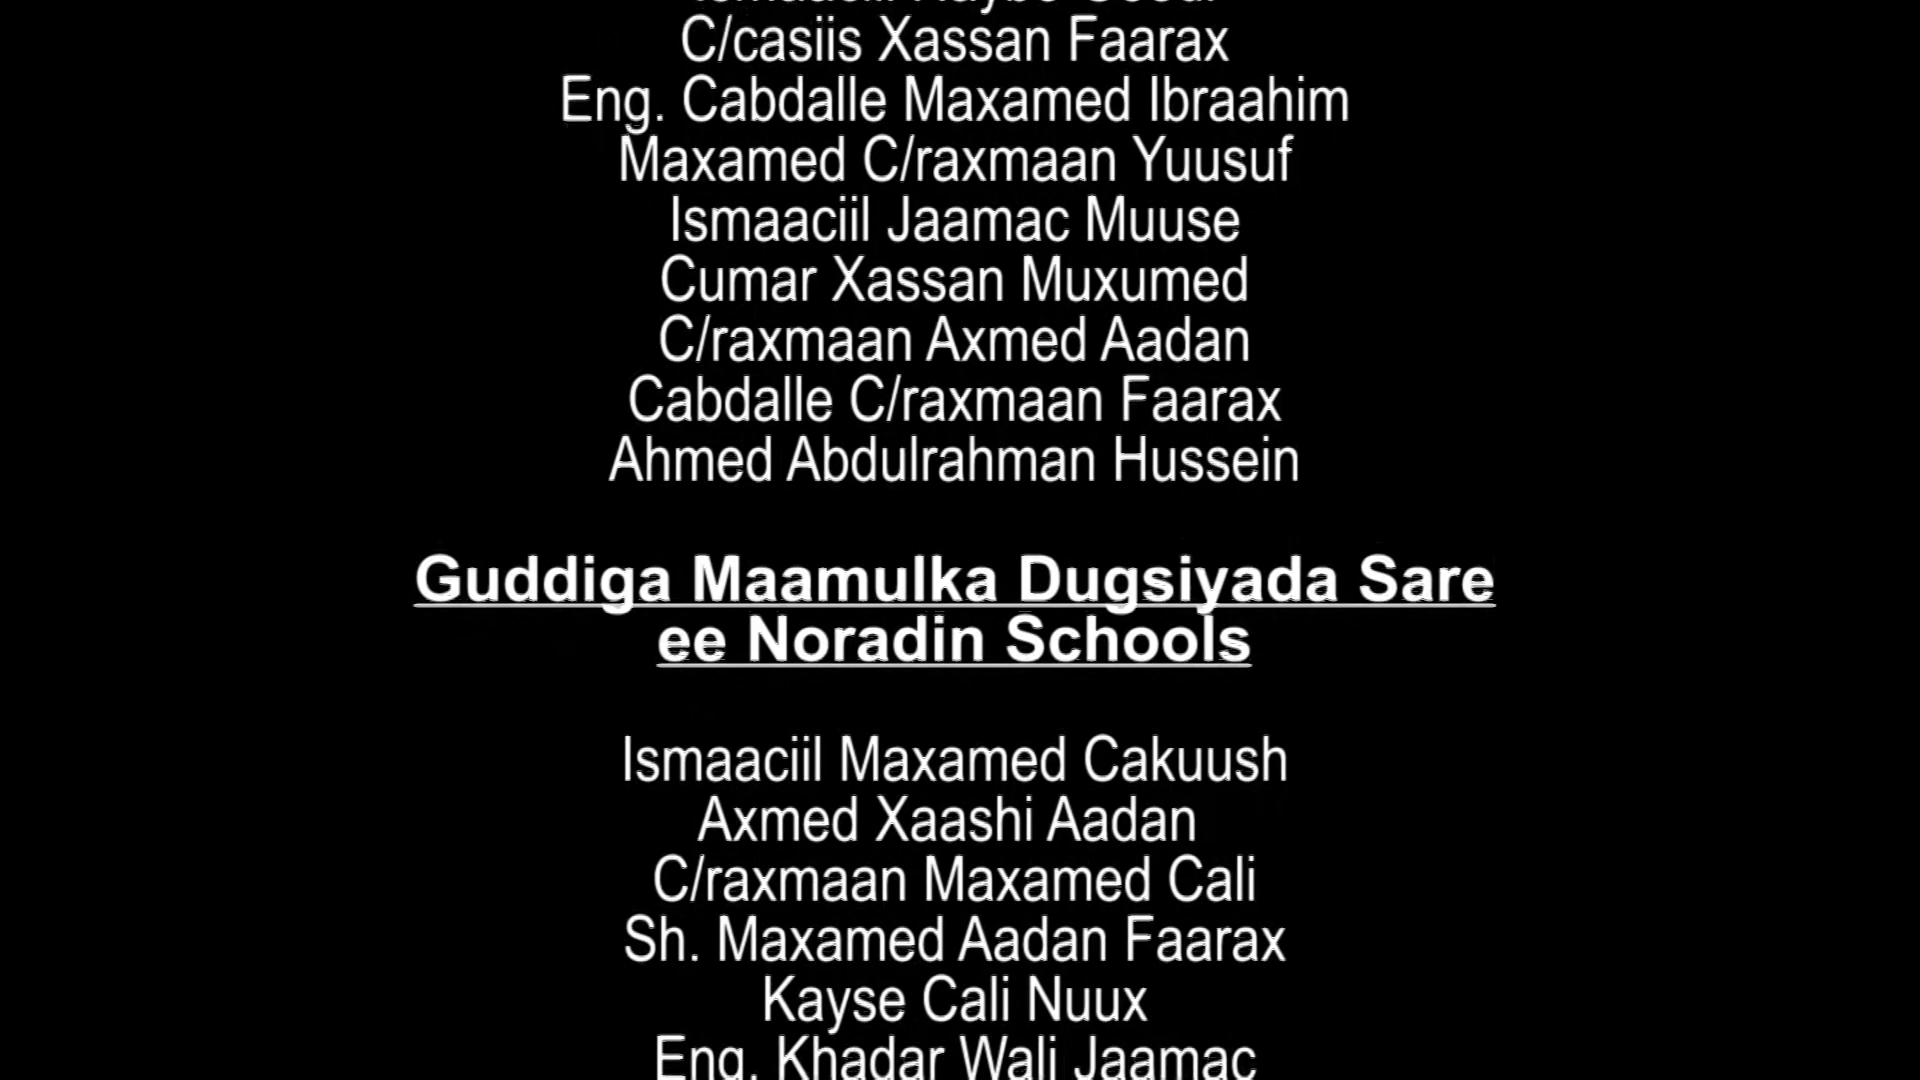 C/casiis Xassan Faarax
Eng. Cabdalle Maxamed Ibraahim
Maxamed C/raxmaan Yuusuf
Ismaaciil Jaamac Muuse
Cumar Xassan Muxumed
C/raxmaan Axmed Aadan
Cabdalle C/raxmaan Faarax
Ahmed Abdulrahman Hussein
Guddiga Maamulka Dugsiyada Sare
ee Noradin Schools
Ismaaciil Maxamed Cakuush
Axmed Xaashi Aadan
C/raxmaan Maxamed Cali
Sh. Maxamed Aadan Faarax
Kayse Cali Nuux
Eng. Khadar Wali Jaamac